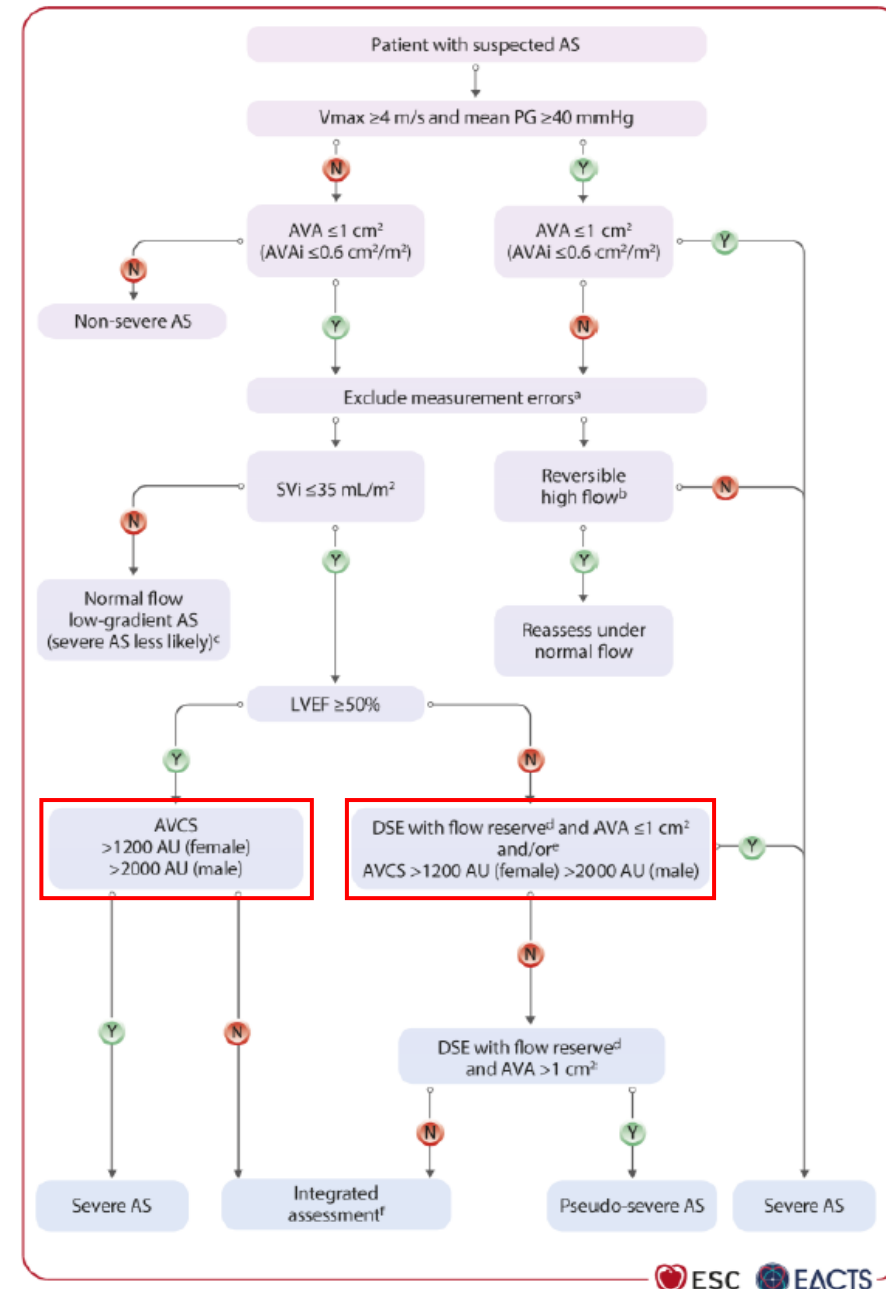 Patient with suspected AS
Vmax ≥4 m/s and mean PG ≥40 mmHg
N
Y
AVA ≤1 cm²
(AVAi ≤0.6 cm²/m²)
AVA ≤1 cm²
(AVAi ≤0.6 cm²/m²)
Y
N
Non-severe AS
Y
N
Exclude measurement errorsᵃ
SVi ≤35 mL/m²
Reversible
high flowᵇ
N
N
Y
Y
Normal flow
low-gradient AS
(severe AS less likely)ᶜ
Reassess under
normal flow
LVEF ≥50%
Y
N
AVCS
>1200 AU (female)
>2000 AU (male)
DSE with flow reserveᵈ and AVA ≤1 cm²
and/orᵉ
AVCS >1200 AU (female) >2000 AU (male)
Y
N
Y
N
DSE with flow reserveᵈ
and AVA >1 cm²
N
Y
Severe AS
Integrated
assessmentᶠ
Pseudo-severe AS
Severe AS
ESC EACTS